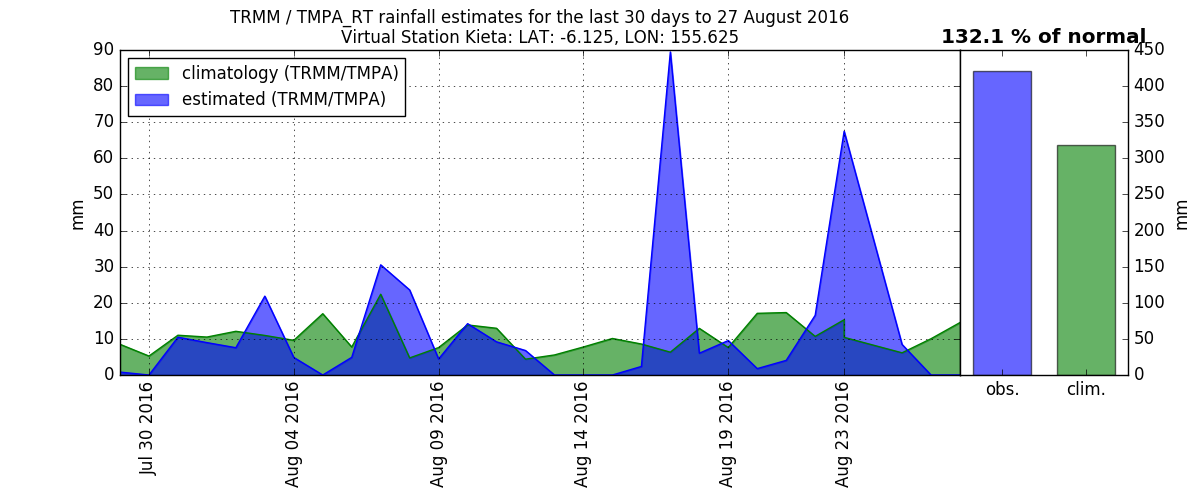 TRMM / TMPA_RT rainfall estimates for the last 30 days to 27 August 2016
Virtual Station Kieta: LAT: -6.125, LON: 155.625
132.1 % of normal
climatology (TRMM/TMPA)
estimated (TRMM/TMPA)
90
80
70
60
50
40
30
20
10
0
mm
Jul 30 2016
Aug 04 2016
Aug 09 2016
Aug 14 2016
Aug 19 2016
Aug 23 2016
450
400
350
300
250
200
150
100
50
0
mm
obs.
clim.